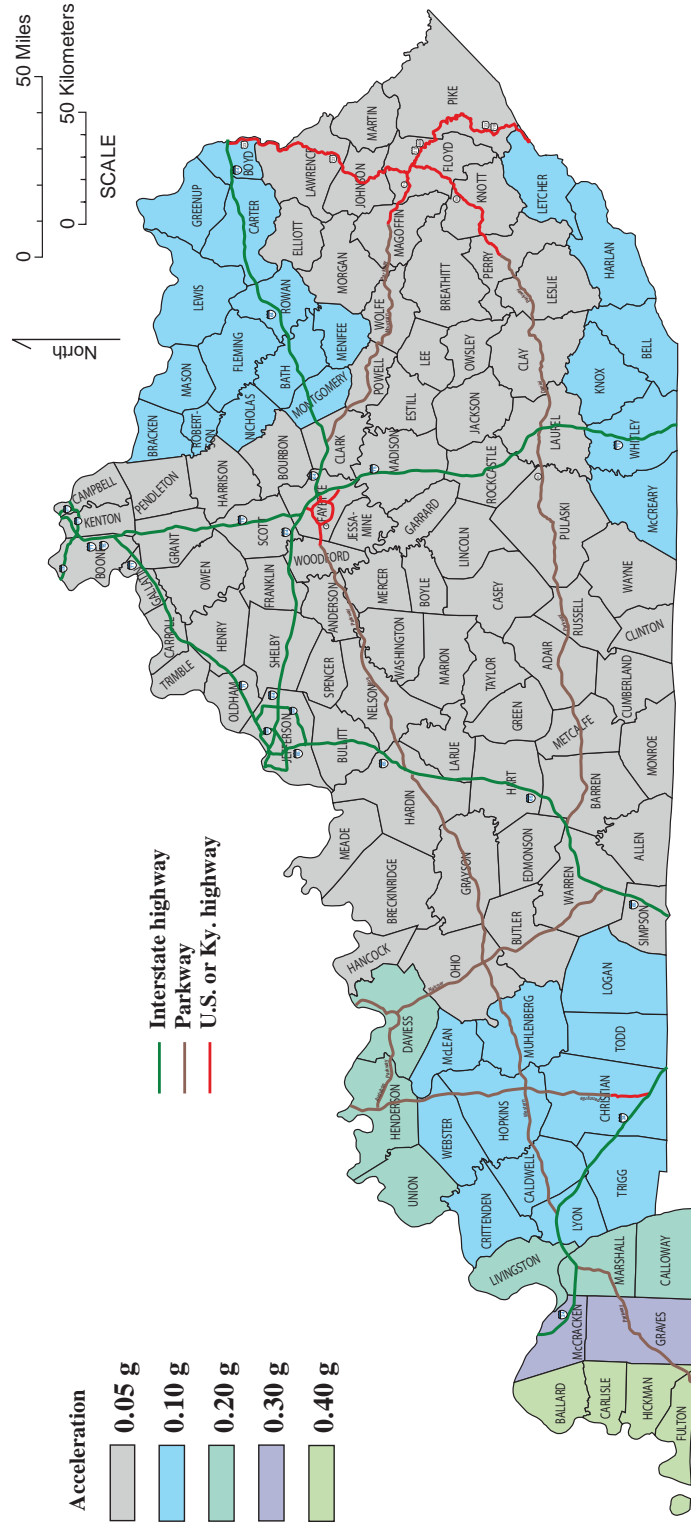 Acceleration
0.05 g
0.10 g
0.20 g
0.30 g
0.40 g
Interstate highway
Parkway
U.S. or Ky. highway
North
0
50 Miles
0
50 Kilometers
SCALE
BALLARD
CARLISLE
HICKMAN
FULTON
McCRACKEN
GRAVES
LIVINGSTON
MARSHALL
CALLOWAY
CRITTENDEN
LYON
CALDWELL
TRIGG
UNION
WEBSTER
HOPKINS
CHRISTIAN
HENDERSON
DAVIESS
McLEAN
MUHLENBERG
TODD
LOGAN
HANCOCK
OHIO
BUTLER
WARREN
SIMPSON
ALLEN
BRECKINRIDGE
MEADE
GRAYSON
EDMONSON
HARDIN
HART
BARREN
MONROE
METCALFE
LARUE
GREEN
BULLITT
JEFFERSON
NELSON
SPENCER
SHELBY
OLDHAM
TRIMBLE
HENRY
CARROLL
OWEN
GALLATIN
FRANKLIN
ANDERSON
WASHINGTON
MARION
TAYLOR
ADAIR
CUMBERLAND
CLINTON
RUSSELL
WAYNE
CASEY
BOYLE
MERCER
WOODFORD
JESSA-
MINE
FAYETTE
SCOTT
GRANT
BOONE
KENTON
CAMPBELL
PENDLETON
HARRISON
BOURBON
CLARK
MADISON
GARRARD
LINCOLN
ROCKCASTLE
PULASKI
McCREARY
LAUREL
WHITLEY
KNOX
BELL
HARLAN
LETCHER
LESLIE
CLAY
JACKSON
OWSLEY
LEE
ESTILL
POWELL
WOLFE
BREATHITT
PERRY
KNOTT
PIKE
FLOYD
MAGOFFIN
JOHNSON
MARTIN
LAWRENCE
MORGAN
ELLIOTT
MENIFEE
MONTGOMERY
BATH
NICHOLAS
ROBERT-
SON
BRACKEN
MASON
FLEMING
ROWAN
LEWIS
CARTER
GREENUP
BOYD